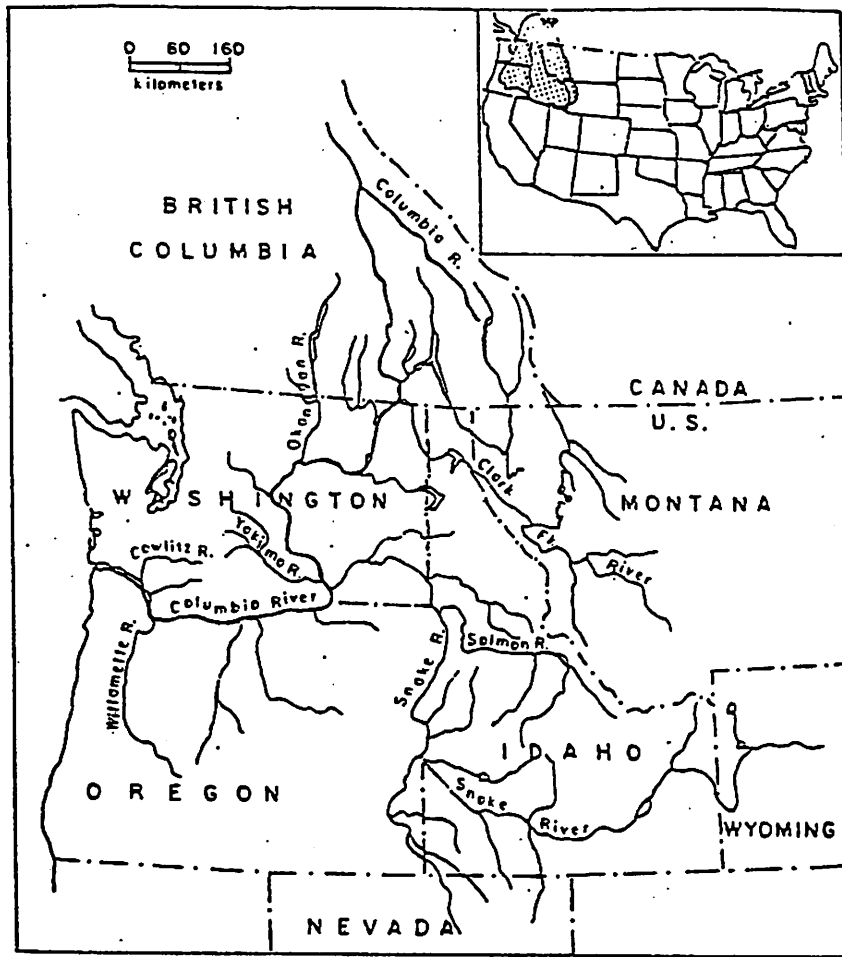 0 60 160
kilometers
BRITISH
COLUMBIA
Columbia R.
Okanogan R.
CANADA
U.S.
WASHINGTON
Clark
Fk.
River
MONTANA
Yakima R.
Cowlitz R.
Columbia River
Willamette R.
Snake R.
Salmon R.
IDAHO
OREGON
Snake
River
WYOMING
NEVADA